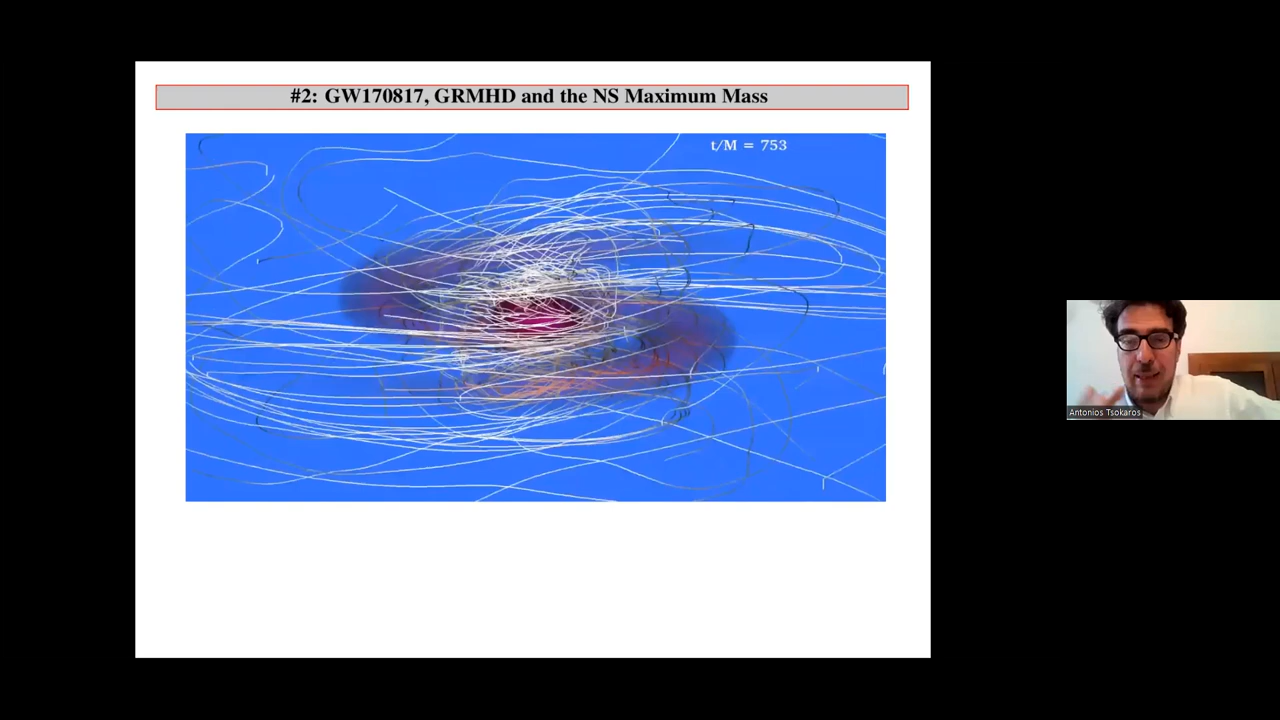 #2: GW170817, GRMHD and the NS Maximum Mass
t/M = 753
Antonios Tsokaros